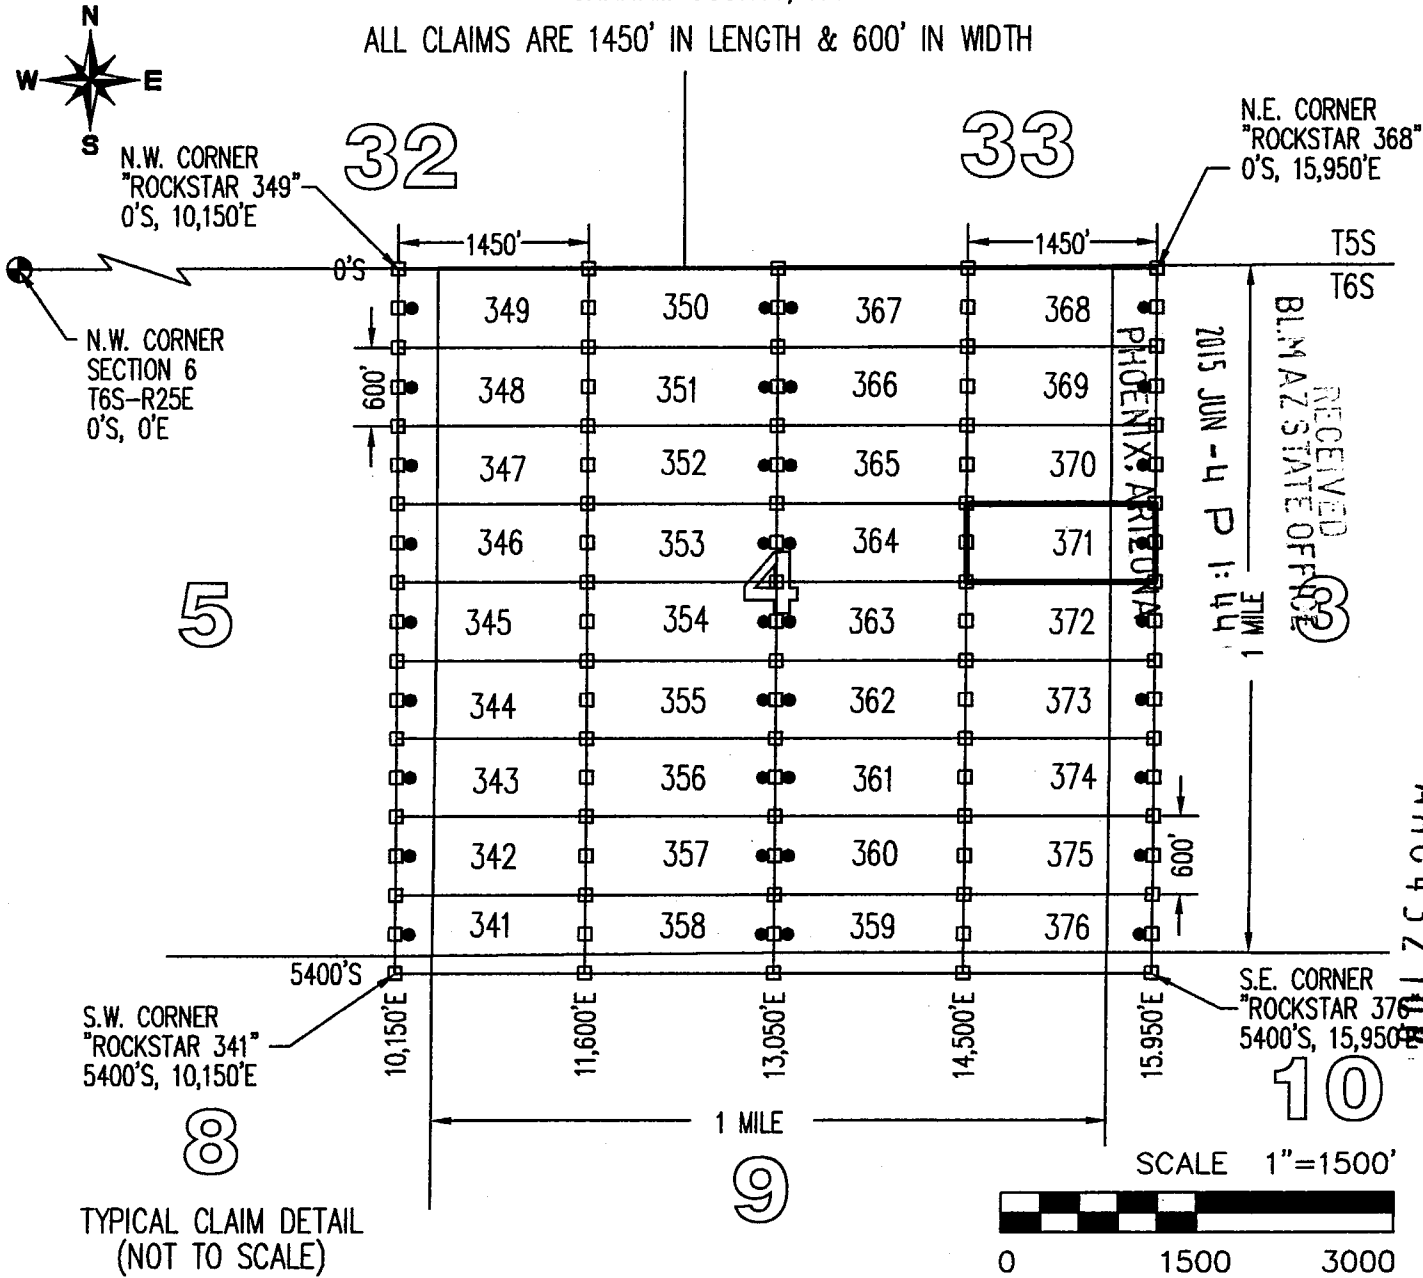 ALL CLAIMS ARE 1450' IN LENGTH & 600' IN WIDTH
N
W E
S
32
33
N.W. CORNER
"ROCKSTAR 349"
0'S, 10,150'E
N.E. CORNER
"ROCKSTAR 368"
0'S, 15,950'E
1450'
1450'
0'S
T5S
T6S
N.W. CORNER
SECTION 6
T6S-R25E
0'S, 0'E
600'
349 350 367 368
348 351 366 369
347 352 365 370
346 353 364 371
345 354 363 372
344 355 362 373
343 356 361 374
342 357 360 375
341 358 359 376
4
5
3
RECEIVED
BLM AZ STATE OFFICE
2015 JUN -4 P 1:44
PHOENIX, ARIZONA
1 MILE
600'
5400'S
S.W. CORNER
"ROCKSTAR 341"
5400'S, 10,150'E
10,150'E
11,600'E
13,050'E
14,500'E
15,950'E
S.E. CORNER
"ROCKSTAR 376"
5400'S, 15,950'E
8
1 MILE
9
10
TYPICAL CLAIM DETAIL
(NOT TO SCALE)
SCALE 1"=1500'
0 1500 3000